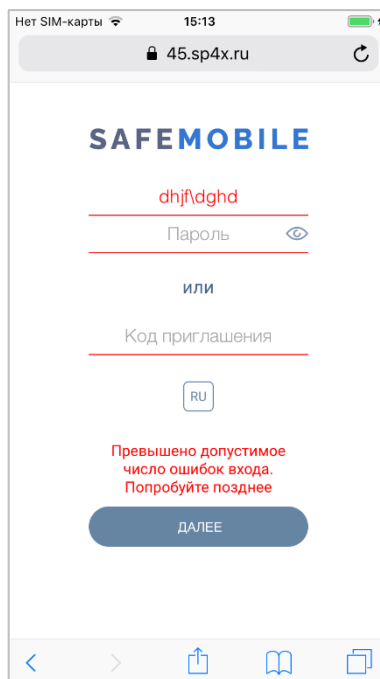 Нет SIM-карты 15:13
45.sp4x.ru
SAFEMOBILE
dhjf\dghd
Пароль
или
Код приглашения
RU
Превышено допустимое
число ошибок входа.
Попробуйте позднее
ДАЛЕЕ